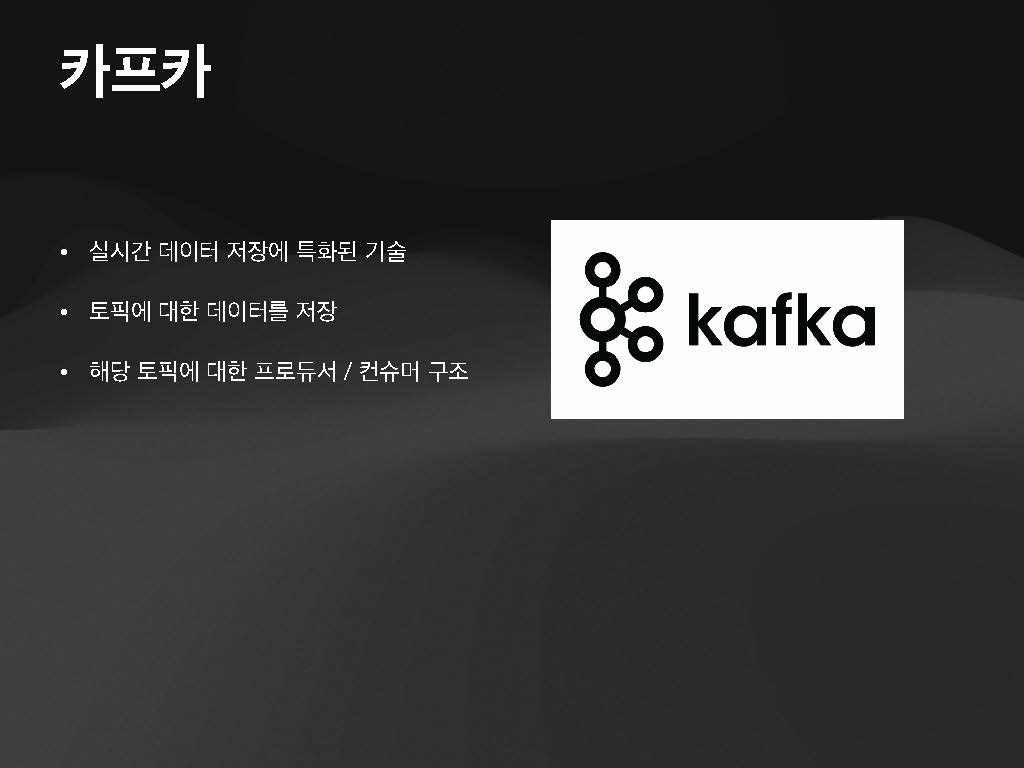 카프카
• 실시간 데이터 저장에 특화된 기술
• 토픽에 대한 데이터를 저장
• 해당 토픽에 대한 프로듀서 / 컨슈머 구조
kafka